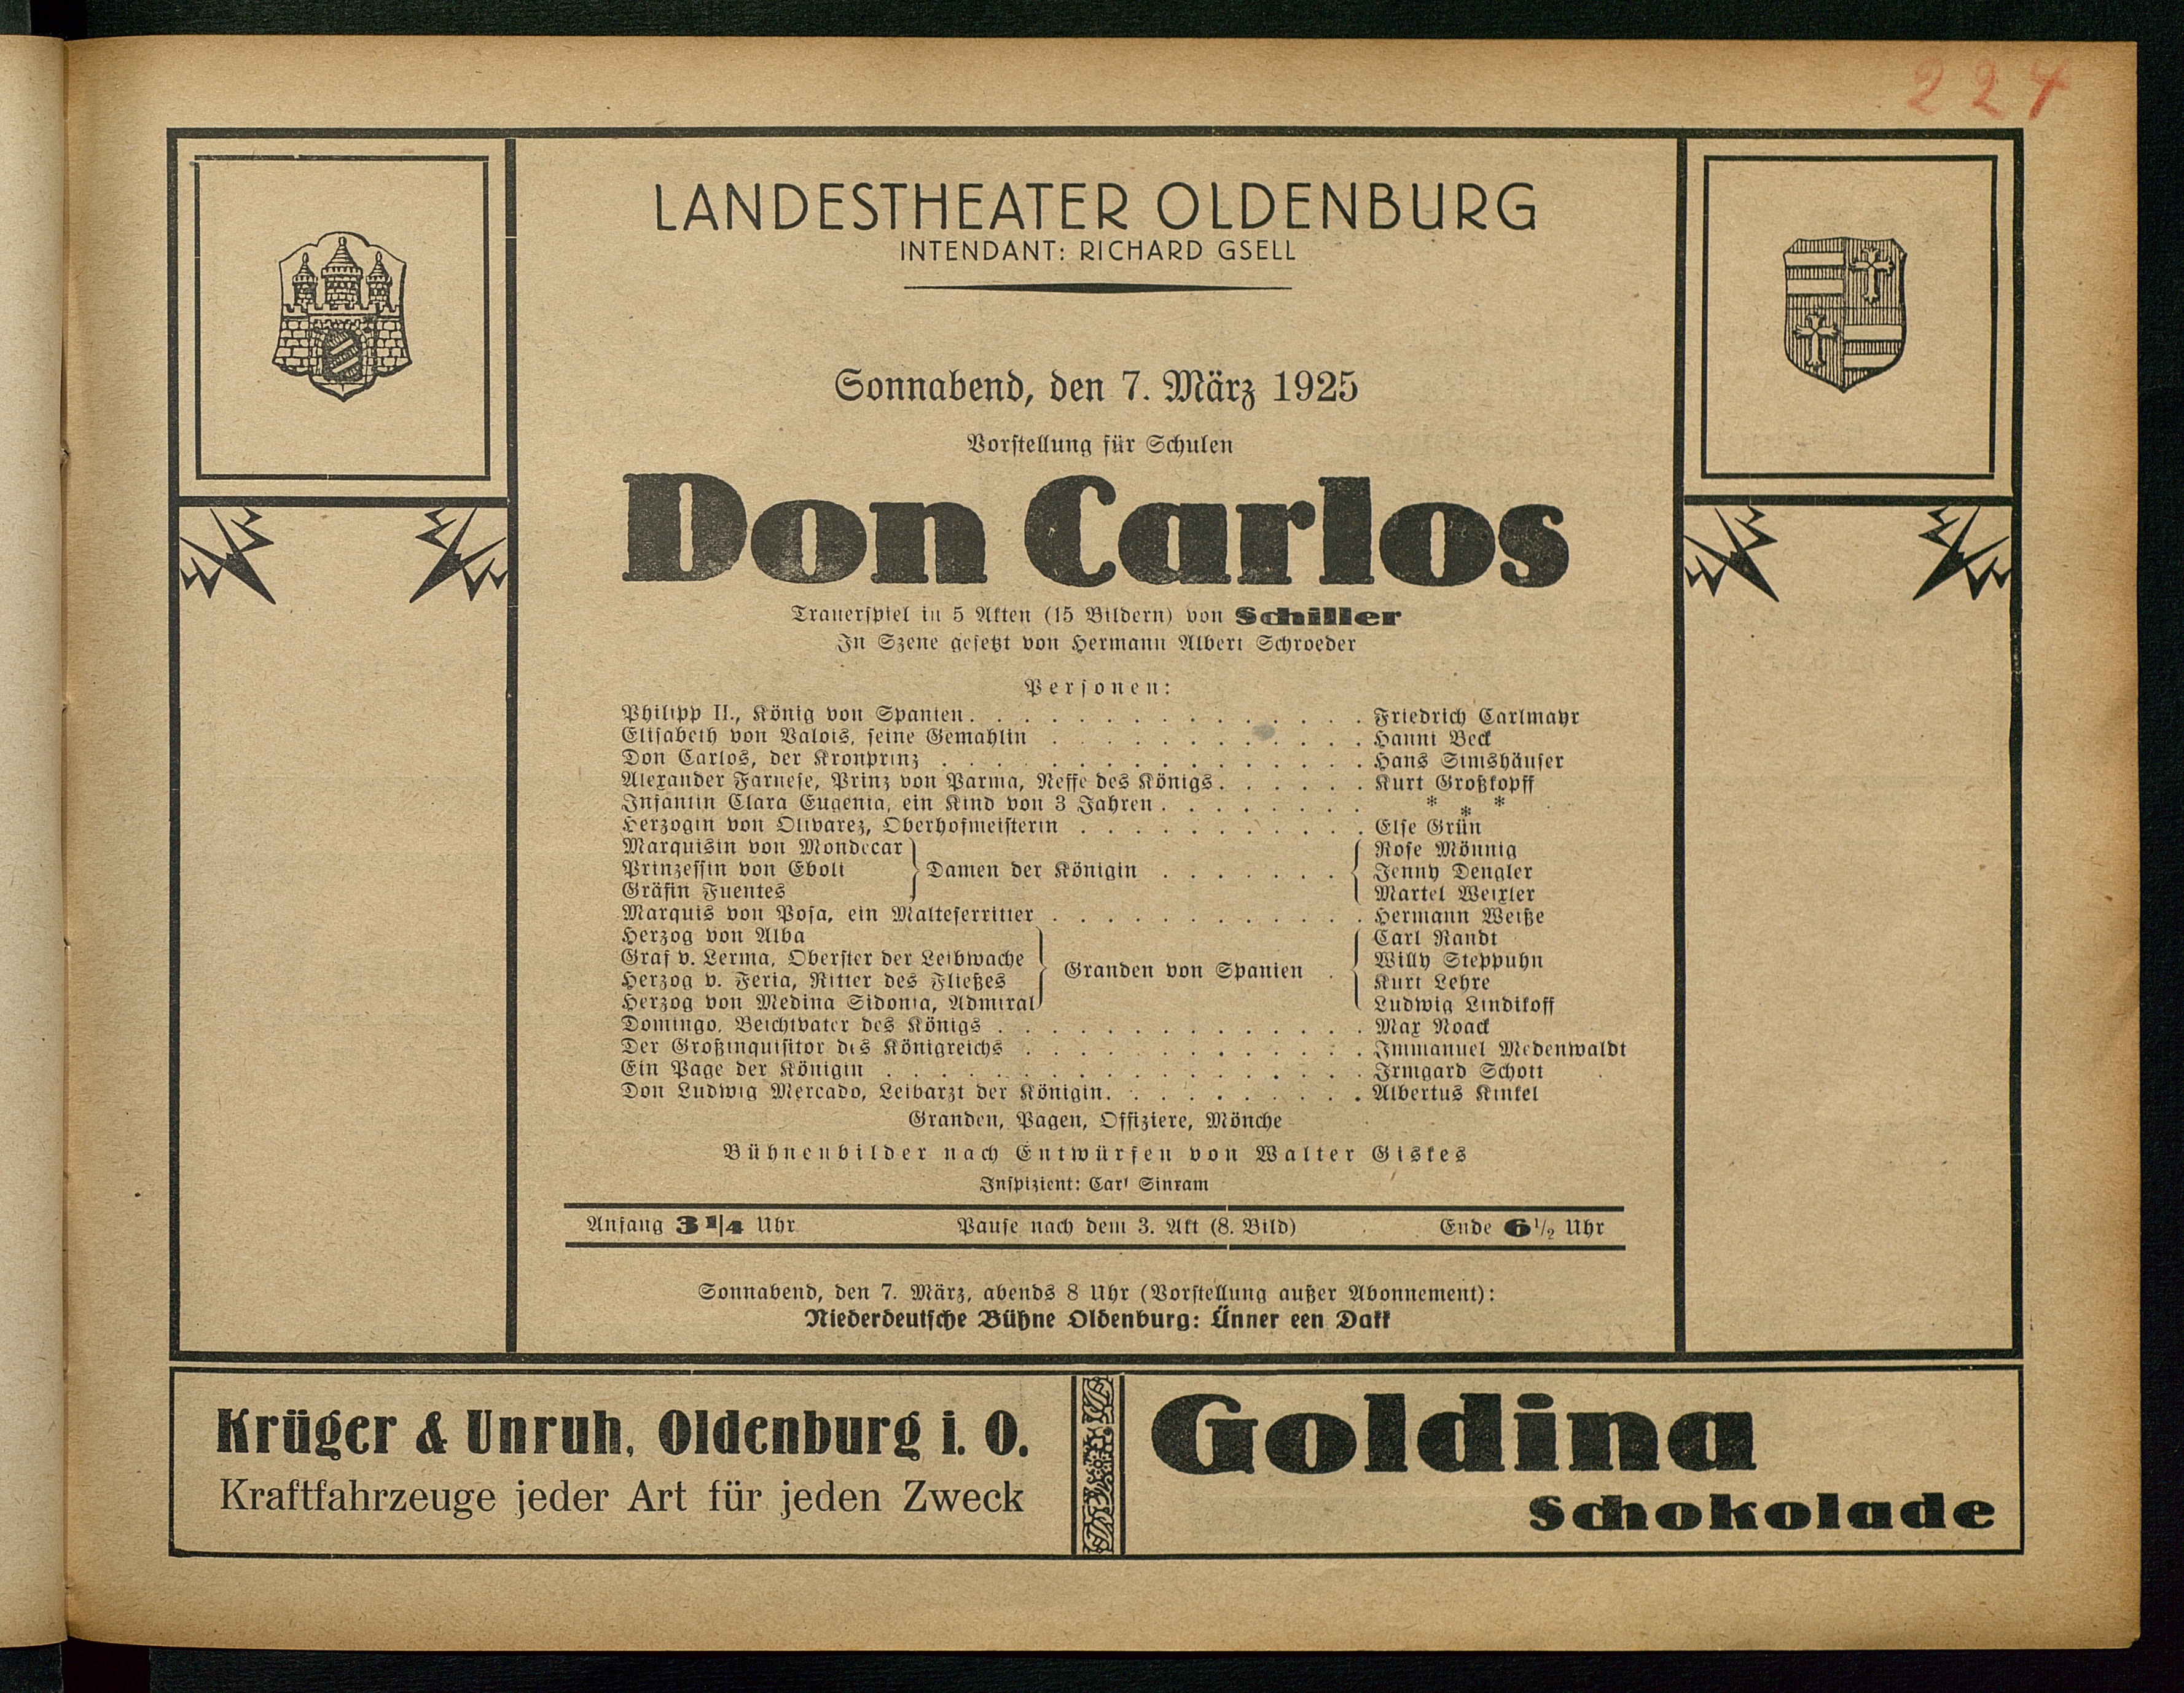 224
LANDESTHEATER OLDENBURG
INTENDANT: RICHARD GSELL
Sonnabend, den 7. März 1925
Vorstellung für Schulen
Don Carlos
Trauerspiel in 5 Akten (15 Bildern) von Schiller
In Szene gesetzt von Hermann Albert Schroeder
Personen:
Philipp II., König von Spanien. . . . . . . . . . . . . . . Friedrich Carlmayr
Elisabeth von Valois, seine Gemahlin . . . . . . . . . . . . Hanni Beck
Don Carlos, der Kronprinz . . . . . . . . . . . . . . . . Hans Simshäuser
Alexander Farnese, Prinz von Parma, Neffe des Königs. . . . . . Kurt Großkopff
Infantin Clara Eugenia, ein Kind von 3 Jahren . . . . . . . . * * *
Herzogin von Olivarez, Oberhofmeisterin . . . . . . . . . . . Else Grün
Marquisin von Mondecar } Damen der Königin . . . . . . . { Rose Mönnig
Prinzessin von Eboli Jenny Dengler
Gräfin Fuentes Martel Weixler
Marquis von Posa, ein Malteserritter . . . . . . . . . . . . Hermann Weiße
Herzog von Alba } Granden von Spanien . { Carl Randt
Graf v. Lerma, Oberster der Leibwache Willy Steppuhn
Herzog v. Feria, Ritter des Fließes Kurt Lehre
Herzog von Medina Sidonia, Admiral Ludwig Lindikoff
Domingo, Beichtvater des Königs . . . . . . . . . . . . . . Max Noack
Der Großinquisitor des Königreichs . . . . . . . . . . . . . Immanuel Medenwaldt
Ein Page der Königin . . . . . . . . . . . . . . . . . . Irmgard Schott
Don Ludwig Mercado, Leibarzt der Königin. . . . . . . . . . Albertus Kinkel
Granden, Pagen, Offiziere, Mönche
Bühnenbilder nach Entwürfen von Walter Giskes
Inspizient: Carl Sinram
Anfang 3 1/4 Uhr Pause nach dem 3. Akt (8. Bild) Ende 6 1/2 Uhr
Sonnabend, den 7. März, abends 8 Uhr (Vorstellung außer Abonnement):
Niederdeutsche Bühne Oldenburg: Ünner een Dakk
Krüger & Unruh, Oldenburg i. O.
Kraftfahrzeuge jeder Art für jeden Zweck
Goldina
Schokolade